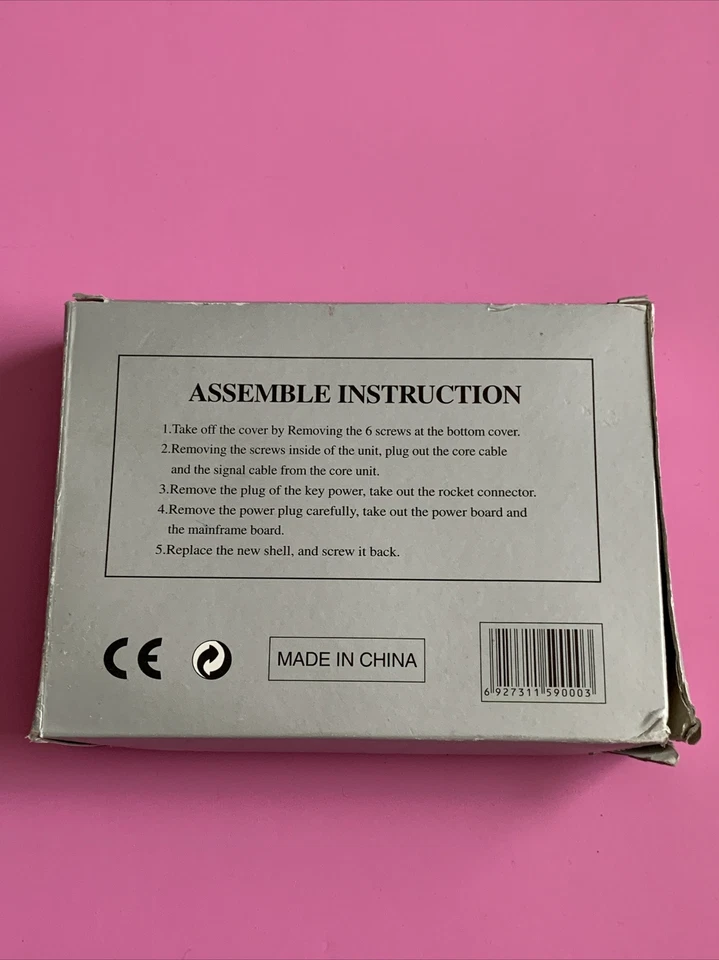 ASSEMBLE INSTRUCTION
1.Take off the cover by Removing the 6 screws at the bottom cover.
2.Removing the screws inside of the unit, plug out the core cable
and the signal cable from the core unit.
3.Remove the plug of the key power, take out the rocket connector.
4.Remove the power plug carefully, take out the power board and
the mainframe board.
5.Replace the new shell, and screw it back.
CE
MADE IN CHINA
6 927311 590003